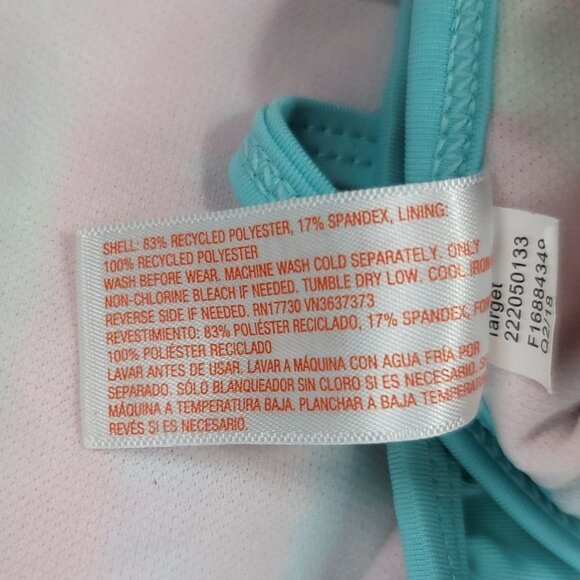 SHELL: 83% RECYCLED POLYESTER, 17% SPANDEX, LINING:
100% RECYCLED POLYESTER
WASH BEFORE WEAR. MACHINE WASH COLD SEPARATELY. ONLY
NON-CHLORINE BLEACH IF NEEDED. TUMBLE DRY LOW. COOL IRON
REVERSE SIDE IF NEEDED. RN17730 VN3637373
REVESTIMIENTO: 83% POLIÉSTER RECICLADO, 17% SPANDEX,
100% POLIÉSTER RECICLADO
LAVAR ANTES DE USAR. LAVAR A MÁQUINA CON AGUA FRÍA POR
SEPARADO. SÓLO BLANQUEADOR SIN CLORO SI ES NECESARIO.
MÁQUINA A TEMPERATURA BAJA. PLANCHAR A BAJA TEMPERATURA
REVÉS SI ES NECESARIO.
Target
222050133
F1688434
Q2/18